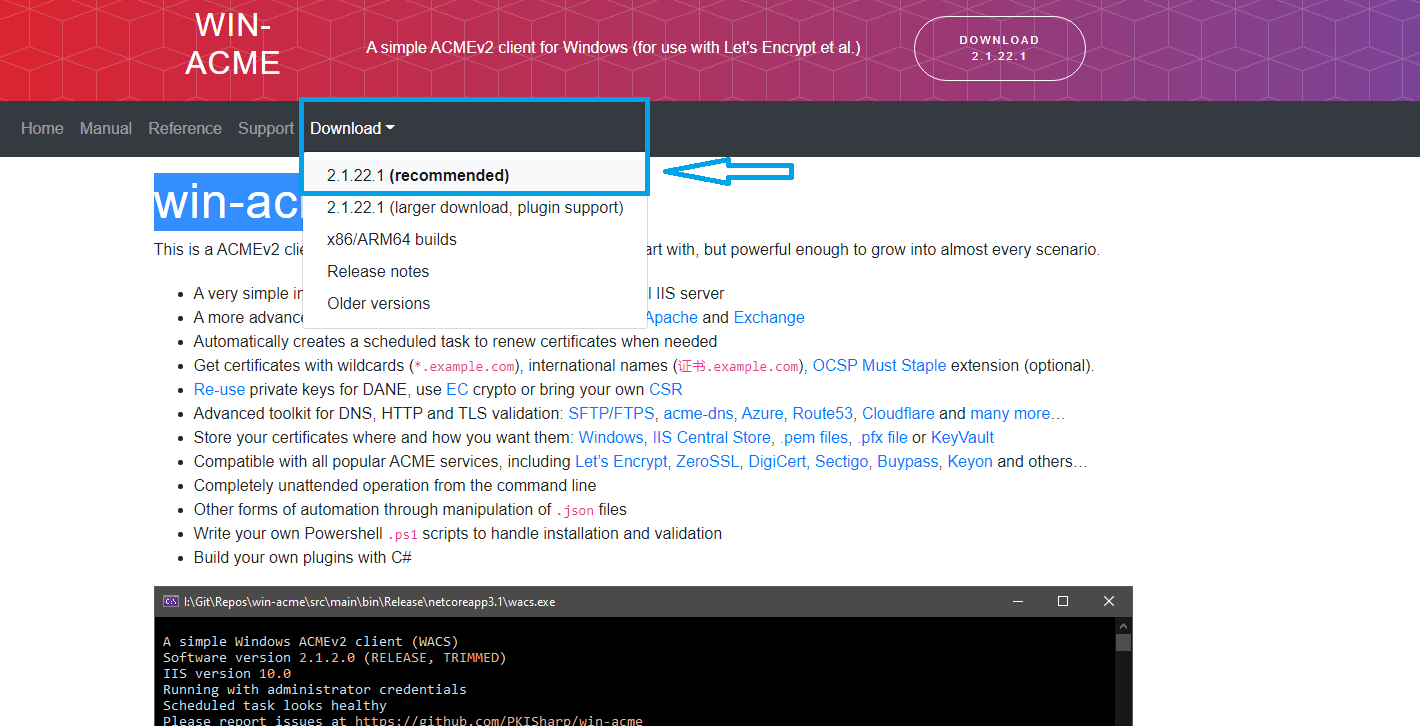 WIN-
ACME
A simple ACMEv2 client for Windows (for use with Let's Encrypt et al.)
DOWNLOAD
2.1.22.1
Home Manual Reference Support Download
2.1.22.1 (recommended)
win-ac
2.1.22.1 (larger download, plugin support)
x86/ARM64 builds
This is a ACMEv2 art with, but powerful enough to grow into almost every scenario.
Release notes
A very simple IIS server
Older versions
A more Apache and Exchange
Automatically creates a scheduled task to renew certificates when needed
Get certificates with wildcards (*.example.com), international names (证书.example.com), OCSP Must Staple extension (optional).
Re-use private keys for DANE, use EC crypto or bring your own CSR
Advanced toolkit for DNS, HTTP and TLS validation: SFTP/FTPS, acme-dns, Azure, Route53, Cloudflare and many more…
Store your certificates where and how you want them: Windows, IIS Central Store, .pem files, .pfx file or KeyVault
Compatible with all popular ACME services, including Let's Encrypt, ZeroSSL, DigiCert, Sectigo, Buypass, Keyon and others…
Completely unattended operation from the command line
Other forms of automation through manipulation of .json files
Write your own Powershell .ps1 scripts to handle installation and validation
Build your own plugins with C#
I:\Git\Repos\win-acme\src\main\bin\Release\netcoreapp3.1\wacs.exe
A simple Windows ACMEv2 client (WACS)
Software version 2.1.2.0 (RELEASE, TRIMMED)
IIS version 10.0
Running with administrator credentials
Scheduled task looks healthy
Please report issues at https://github.com/PKISharp/win-acme